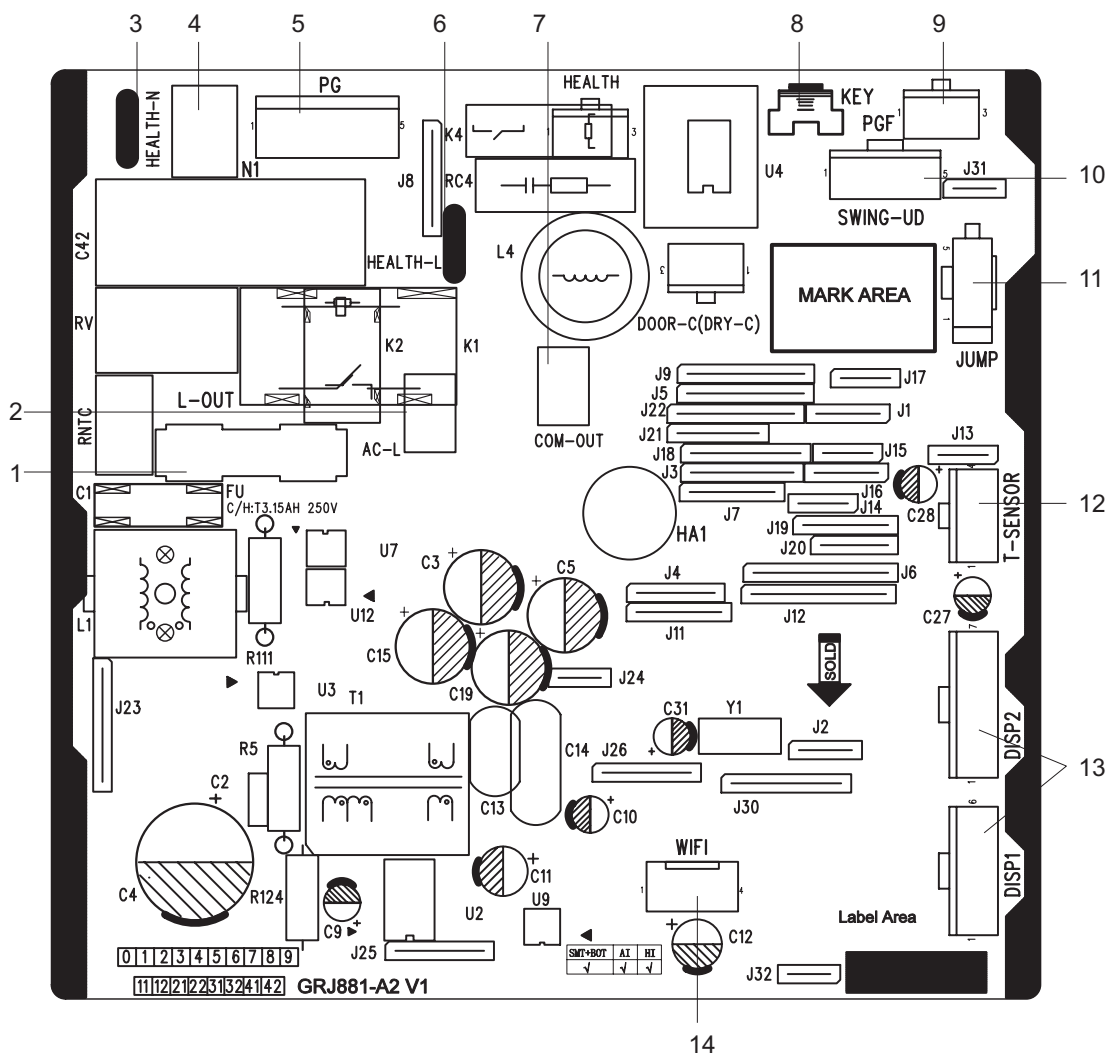 3 4 5 6 7 8 9
PG
HEALTH
KEY
PGF
HEALTH-N
1 5
K4
1 3
1 3
N1
J8
RC4
U4
1 5
J31
10
SWING-UD
C42
HEALTH-L
L4
3 1
5
MARK AREA
11
RV
K2
K1
DOOR-C(DRY-C)
1
JUMP
J9
J17
J5
2
L-OUT
J22
J1
RNTC
AC-L
COM-OUT
J21
J13
J18
J15
1
J3
J16
+
4
C1
FU
C/H:T3.15AH 250V
J7
J14
C28
T-SENSOR
12
J19
HA1
J20
1
U7
C3
+
C5
+
J4
J6
+
U12
J11
J12
C27
L1
R111
C15
+
C19
+
SOLD
7
J23
U3
T1
J24
C31
+
Y1
J2
DISP2
R5
C14
J26
13
C2
+
C13
J30
1
C10
+
6
C4
R124
C11
+
WIFI
DISP1
1 4
C9
+
U2
U9
Label Area
C12
+
1
J25
SMT+BOT AI HI
√ √ √
J32
0 1 2 3 4 5 6 7 8 9
11 12 21 22 31 32 41 42
GRJ881-A2 V1
14